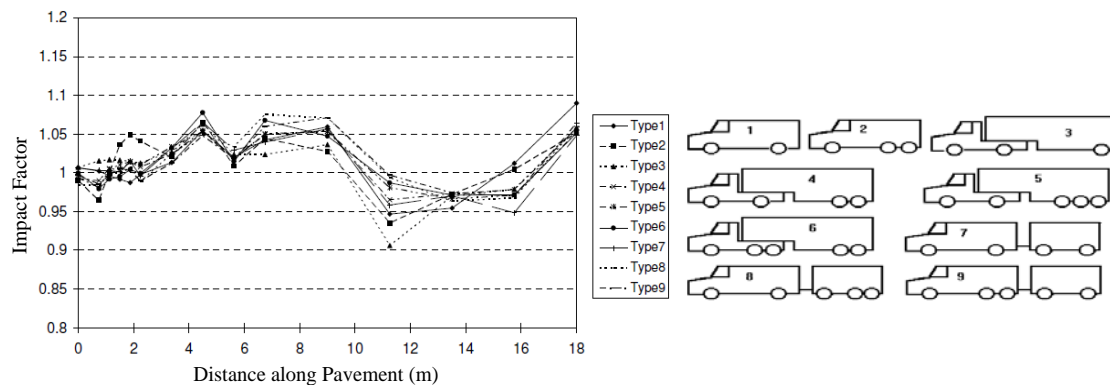 Impact Factor
1.2
1.15
1.1
1.05
1
0.95
0.9
0.85
0.8
0 2 4 6 8 10 12 14 16 18
Distance along Pavement (m)
Type1
Type2
Type3
Type4
Type5
Type6
Type7
Type8
Type9
1 2 3
4 5
6 7
8 9